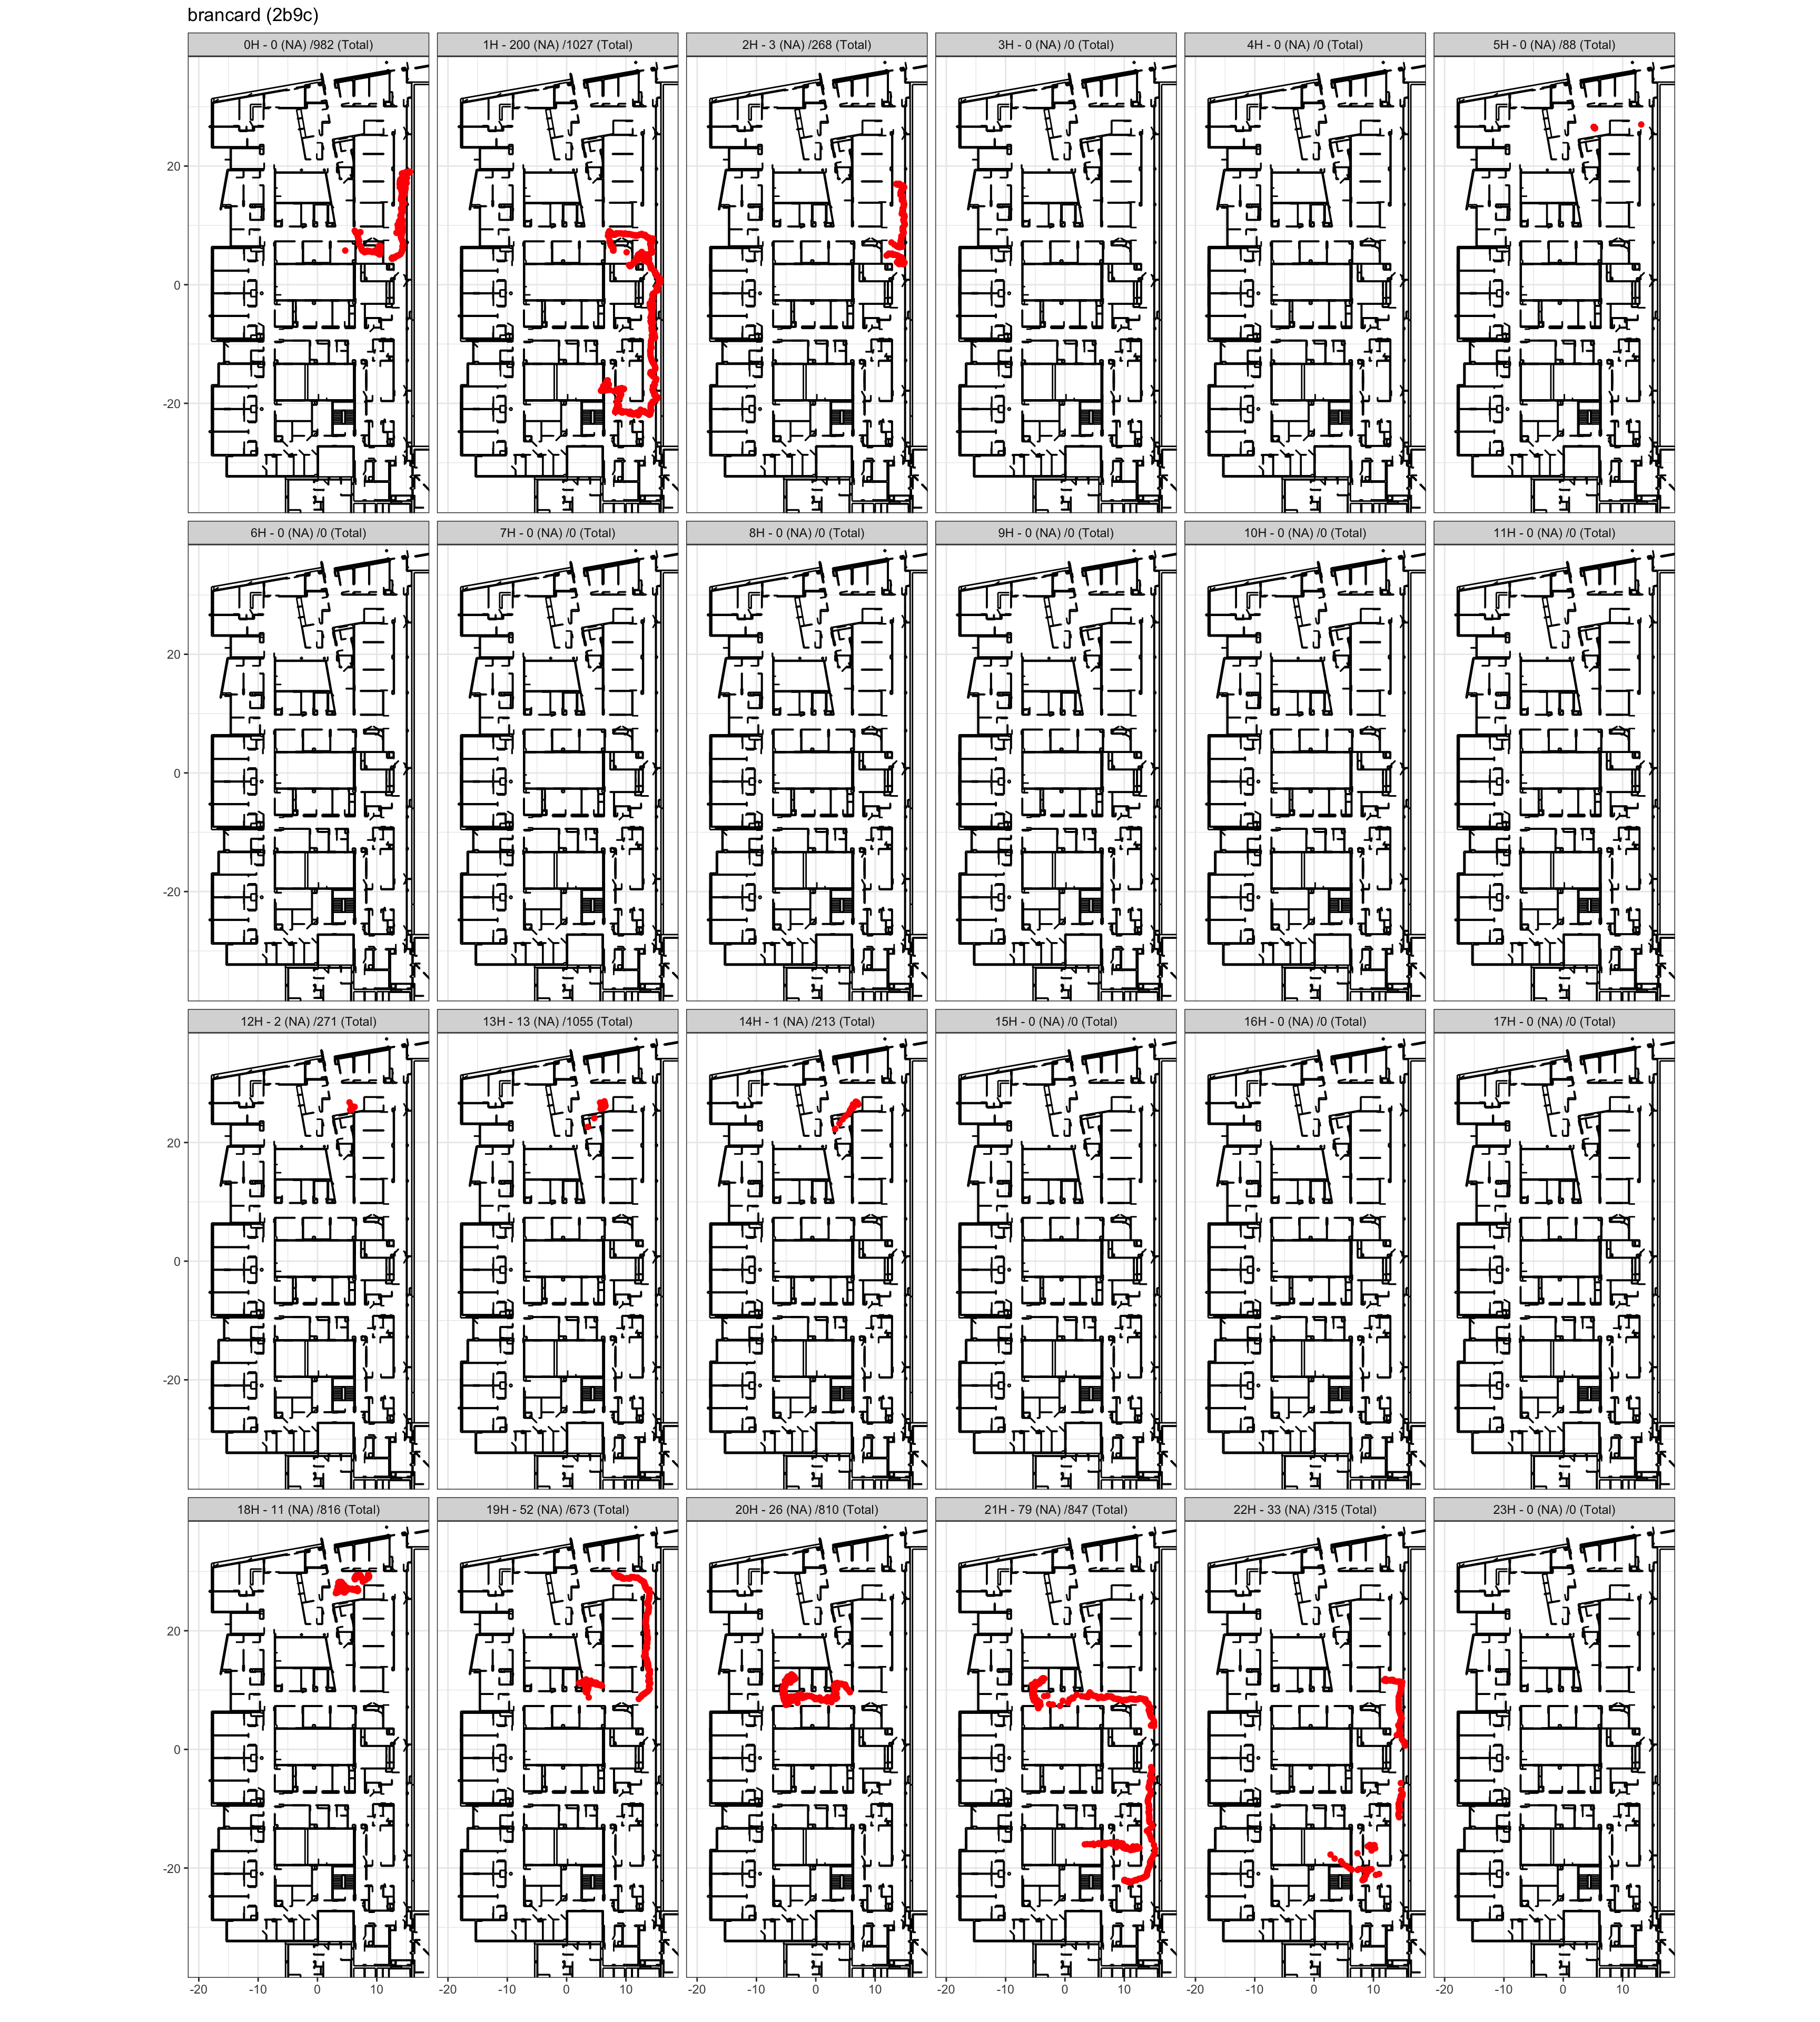 brancard (2b9c)
0H - 0 (NA) /982 (Total) 1H - 200 (NA) /1027 (Total) 2H - 3 (NA) /268 (Total) 3H - 0 (NA) /0 (Total) 4H - 0 (NA) /0 (Total) 5H - 0 (NA) /88 (Total)
20
0
-20
6H - 0 (NA) /0 (Total) 7H - 0 (NA) /0 (Total) 8H - 0 (NA) /0 (Total) 9H - 0 (NA) /0 (Total) 10H - 0 (NA) /0 (Total) 11H - 0 (NA) /0 (Total)
20
0
-20
12H - 2 (NA) /271 (Total) 13H - 13 (NA) /1055 (Total) 14H - 1 (NA) /213 (Total) 15H - 0 (NA) /0 (Total) 16H - 0 (NA) /0 (Total) 17H - 0 (NA) /0 (Total)
20
0
-20
18H - 11 (NA) /816 (Total) 19H - 52 (NA) /673 (Total) 20H - 26 (NA) /810 (Total) 21H - 79 (NA) /847 (Total) 22H - 33 (NA) /315 (Total) 23H - 0 (NA) /0 (Total)
20
0
-20
-20 -10 0 10 -20 -10 0 10 -20 -10 0 10 -20 -10 0 10 -20 -10 0 10 -20 -10 0 10